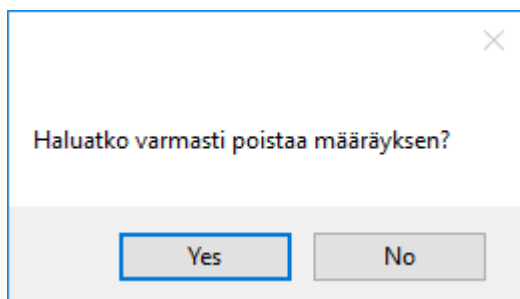 Haluatko varmasti poistaa määräyksen?
Yes No